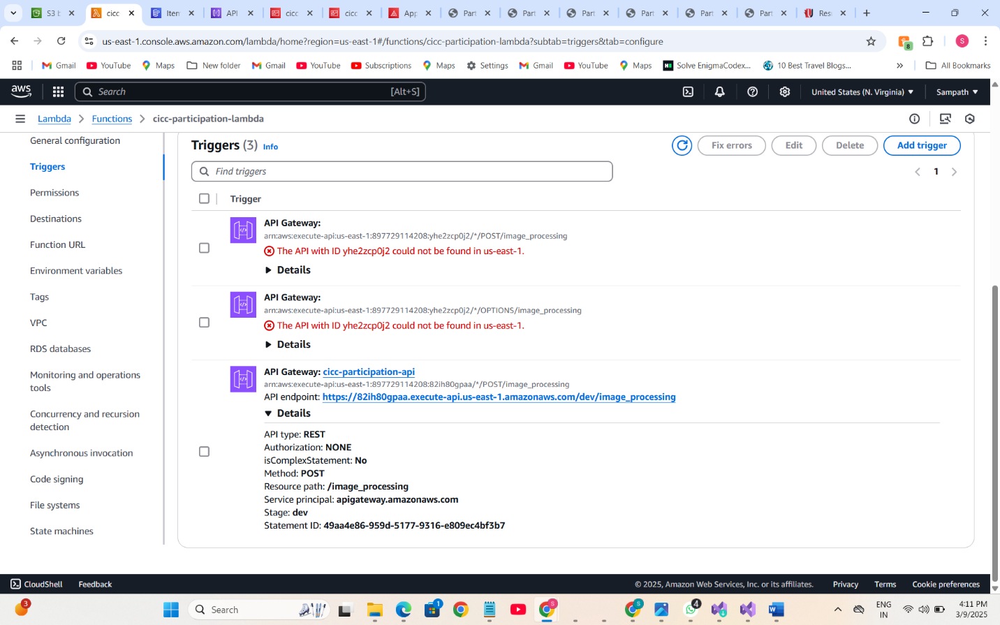 S3 b
cicc
Item
API
cicc
cicc
App
Part
Part
Part
Part
Part
Part
Res
us-east-1.console.aws.amazon.com/lambda/home?region=us-east-1#/functions/cicc-participation-lambda?subtab=triggers&tab=configure
8
S
Gmail
YouTube
Maps
New folder
Gmail
YouTube
Subscriptions
Maps
Settings
Gmail
YouTube
Maps
Solve EnigmaCodex...
10 Best Travel Blogs...
All Bookmarks
aws
Search
[Alt+S]
United States (N. Virginia)
Sampath
Lambda
Functions
cicc-participation-lambda
General configuration
Triggers
Permissions
Destinations
Function URL
Environment variables
Tags
VPC
RDS databases
Monitoring and operations
tools
Concurrency and recursion
detection
Asynchronous invocation
Code signing
File systems
State machines
Triggers (3) Info
Fix errors
Edit
Delete
Add trigger
Find triggers
1
Trigger
API Gateway:
arn:aws:execute-api:us-east-1:897729114208:yhe2zcp0j2/*/POST/image_processing
The API with ID yhe2zcp0j2 could not be found in us-east-1.
Details
API Gateway:
arn:aws:execute-api:us-east-1:897729114208:yhe2zcp0j2/*/OPTIONS/image_processing
The API with ID yhe2zcp0j2 could not be found in us-east-1.
Details
API Gateway: cicc-participation-api
arn:aws:execute-api:us-east-1:897729114208:82ih80gpaa/*/POST/image_processing
API endpoint: https://82ih80gpaa.execute-api.us-east-1.amazonaws.com/dev/image_processing
Details
API type: REST
Authorization: NONE
isComplexStatement: No
Method: POST
Resource path: /image_processing
Service principal: apigateway.amazonaws.com
Stage: dev
Statement ID: 49aa4e86-959d-5177-9316-e809ec4bf3b7
CloudShell
Feedback
© 2025, Amazon Web Services, Inc. or its affiliates.
Privacy
Terms
Cookie preferences
3
Search
1
S
S
4
ENG
IN
4:11 PM
3/9/2025